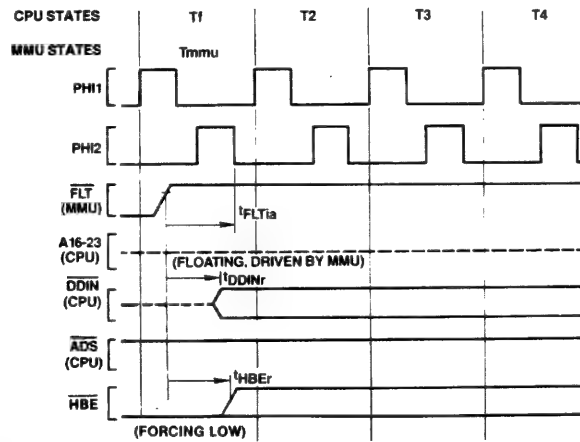 CPU STATES Tf T2 T3 T4
MMU STATES Tmmu
PHI1
PHI2
FLT
(MMU)
tFLTia
A16-23
(CPU)
(FLOATING, DRIVEN BY MMU)
tDDINr
DDIN
(CPU)
ADS
(CPU)
tHBEr
HBE
(FORCING LOW)